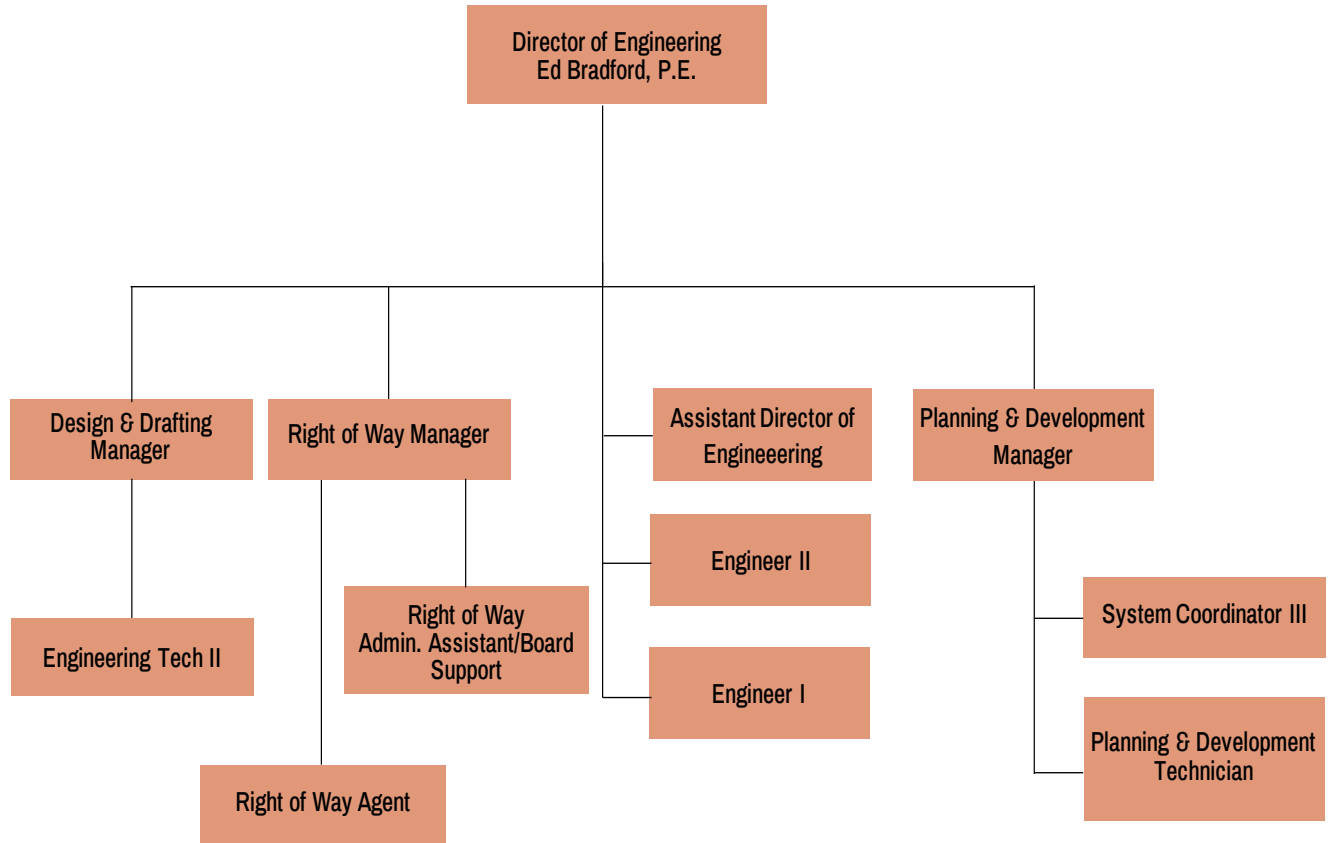 Director of Engineering
Ed Bradford, P.E.
Design & Drafting
Manager
Right of Way Manager
Assistant Director of
Engineeering
Planning & Development
Manager
Engineer II
Right of Way
Admin. Assistant/Board
Support
System Coordinator III
Engineering Tech II
Engineer I
Planning & Development
Technician
Right of Way Agent